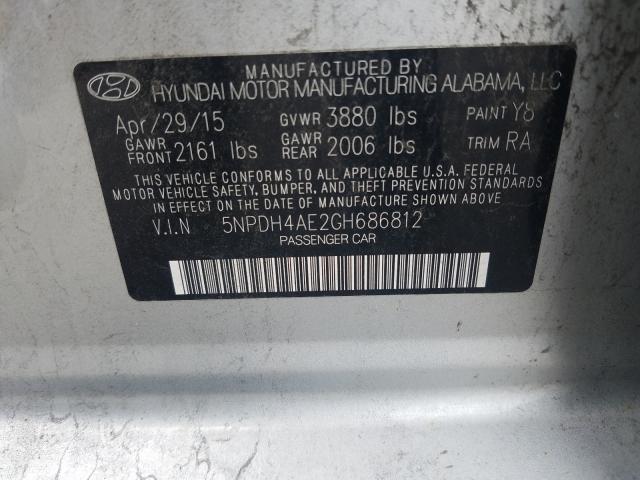 MANUFACTURED BY
HYUNDAI MOTOR MANUFACTURING ALABAMA, LLC
Apr/29/15 GVWR 3880 lbs PAINT Y8
GAWR FRONT 2161 lbs GAWR REAR 2006 lbs TRIM RA
THIS VEHICLE CONFORMS TO ALL APPLICABLE U.S.A. FEDERAL
MOTOR VEHICLE SAFETY, BUMPER, AND THEFT PREVENTION STANDARDS
IN EFFECT ON THE DATE OF MANUFACTURE SHOWN ABOVE.
V.I.N 5NPDH4AE2GH686812
PASSENGER CAR